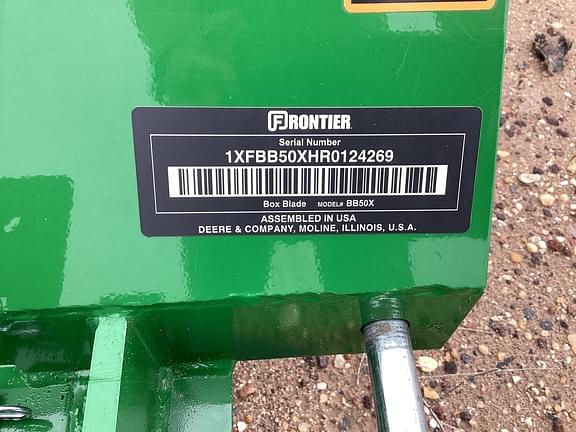 FRONTIER
Serial Number
1XFBB50XHR0124269
Box Blade MODEL# BB50X
ASSEMBLED IN USA
DEERE & COMPANY, MOLINE, ILLINOIS, U.S.A.